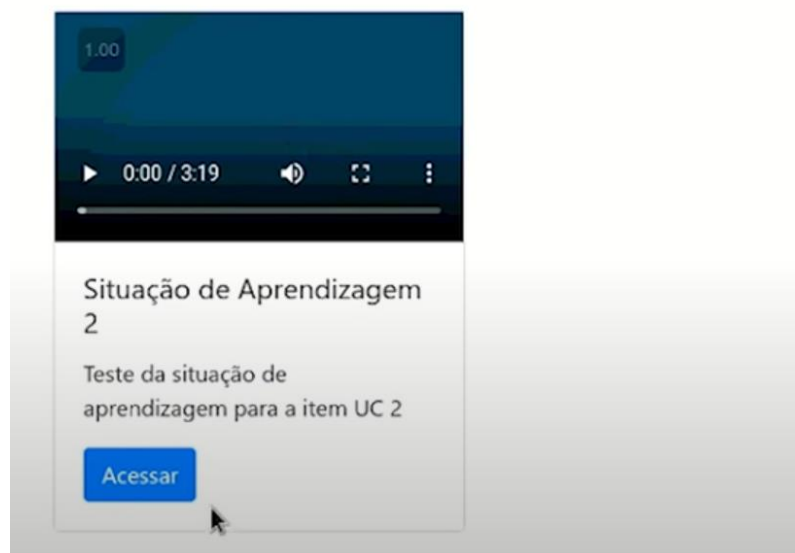 1.00
0:00 / 3:19
Situação de Aprendizagem
2
Teste da situação de
aprendizagem para a item UC 2
Acessar